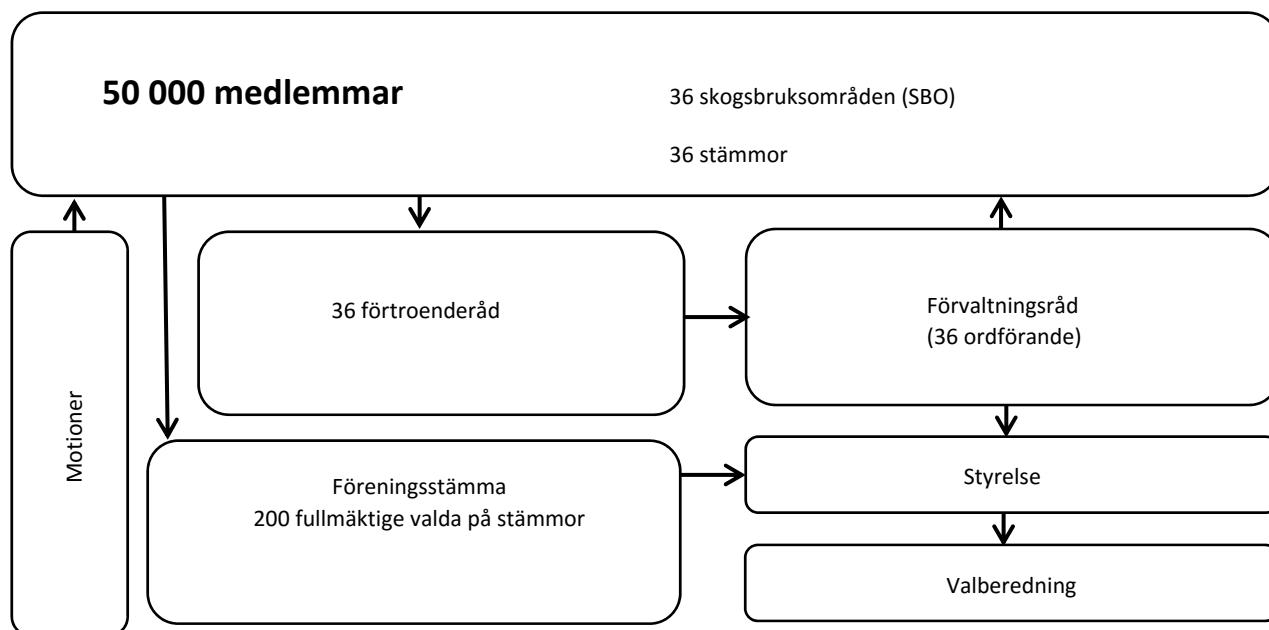 50 000 medlemmar
36 skogsbruksområden (SBO)
36 stämmor
Motioner
36 förtroenderåd
Förvaltningsråd
(36 ordförande)
Föreningsstämma
200 fullmäktige valda på stämmor
Styrelse
Valberedning